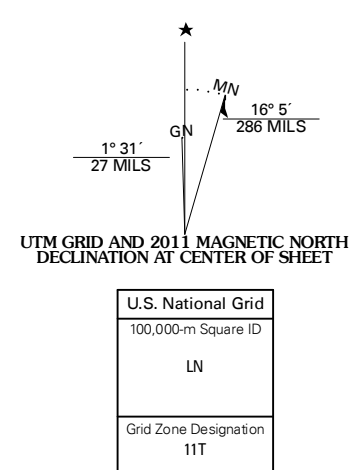 MN
GN
16° 5´
286 MILS
1° 31´
27 MILS
UTM GRID AND 2011 MAGNETIC NORTH
DECLINATION AT CENTER OF SHEET
U.S. National Grid
100,000-m Square ID
LN
Grid Zone Designation
11T